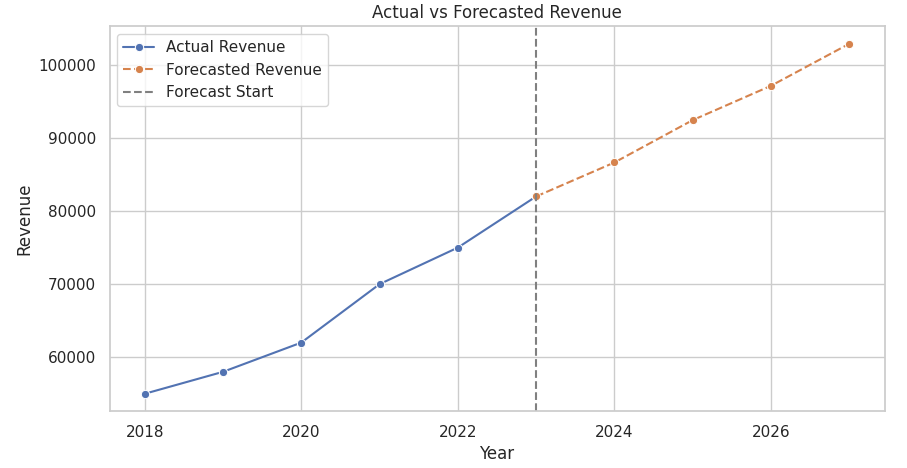 Actual vs Forecasted Revenue
Actual Revenue
Forecasted Revenue
Forecast Start
100000
90000
80000
70000
60000
Revenue
2018
2020
2022
2024
2026
Year